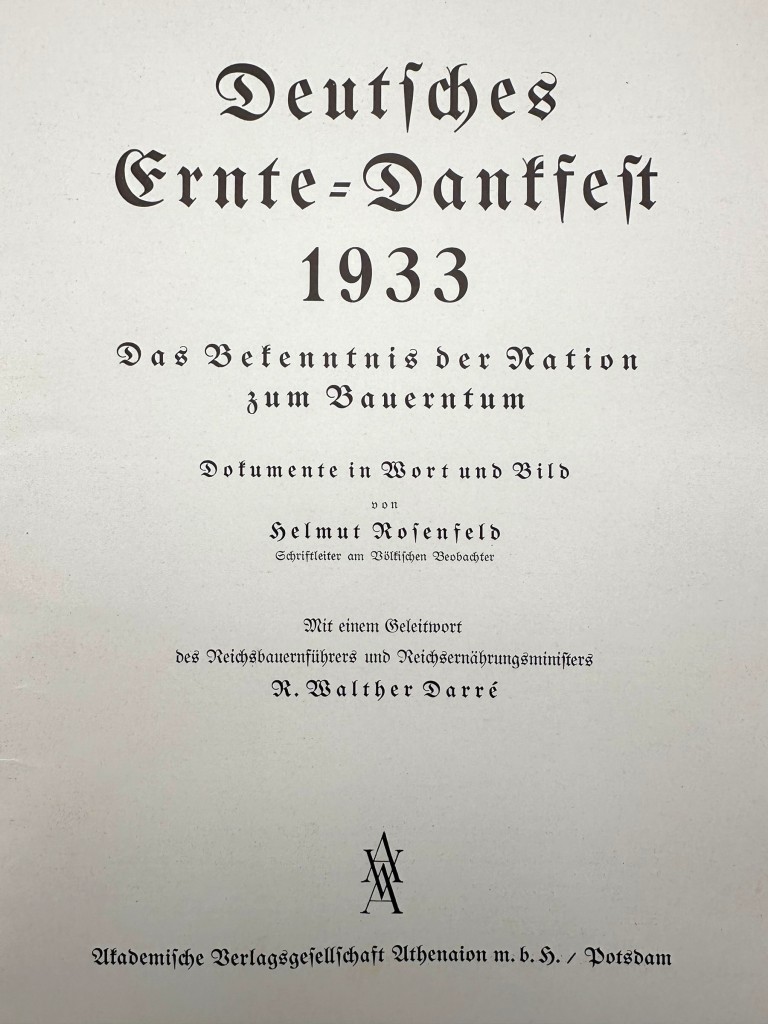 Deutſches
Ernte-Dankfeſt
1933
Das Bekenntnis der Nation
zum Bauerntum
Dokumente in Wort und Bild
von
Helmut Roſenfeld
Schriftleiter am Völkiſchen Beobachter
Mit einem Geleitwort
des Reichsbauernführers und Reichsernährungsminiſters
R. Walther Darré
Akademiſche Verlagsgeſellſchaft Athenaion m. b. H. / Potsdam